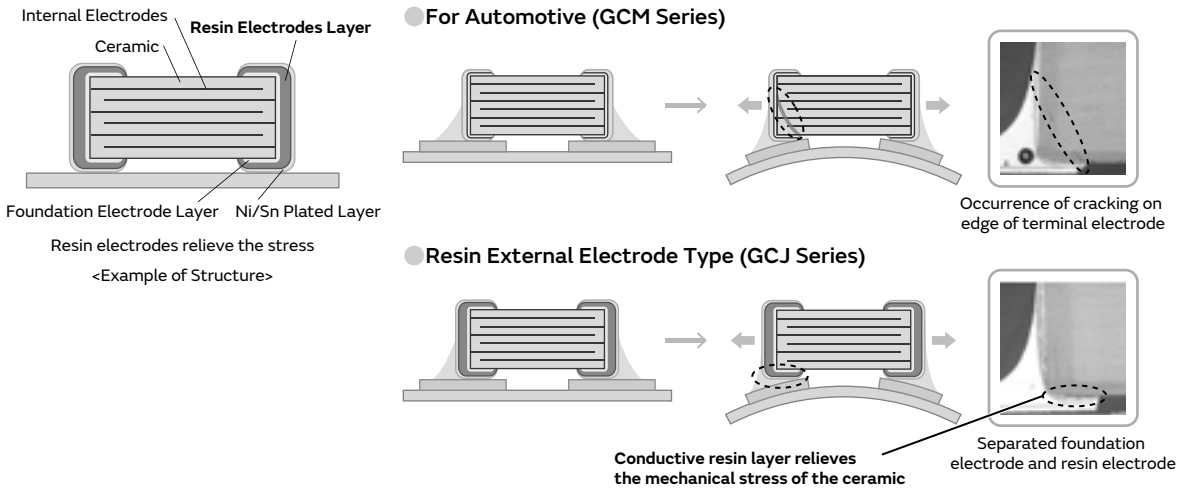 Internal Electrodes
Resin Electrodes Layer
Ceramic
Foundation Electrode Layer
Ni/Sn Plated Layer
Resin electrodes relieve the stress
<Example of Structure>
For Automotive (GCM Series)
Occurrence of cracking on
edge of terminal electrode
Resin External Electrode Type (GCJ Series)
Conductive resin layer relieves
the mechanical stress of the ceramic
Separated foundation
electrode and resin electrode